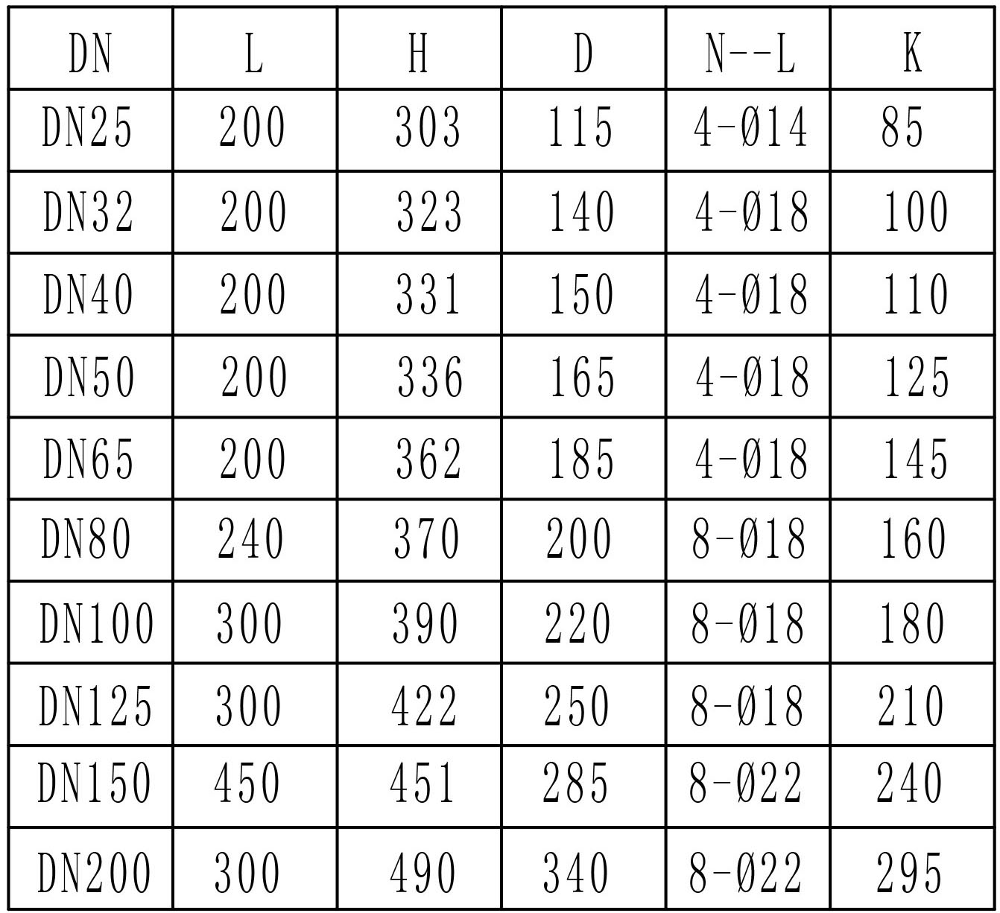 DN L H D N--L K
DN25 200 303 115 4-Ø14 85
DN32 200 323 140 4-Ø18 100
DN40 200 331 150 4-Ø18 110
DN50 200 336 165 4-Ø18 125
DN65 200 362 185 4-Ø18 145
DN80 240 370 200 8-Ø18 160
DN100 300 390 220 8-Ø18 180
DN125 300 422 250 8-Ø18 210
DN150 450 451 285 8-Ø22 240
DN200 300 490 340 8-Ø22 295